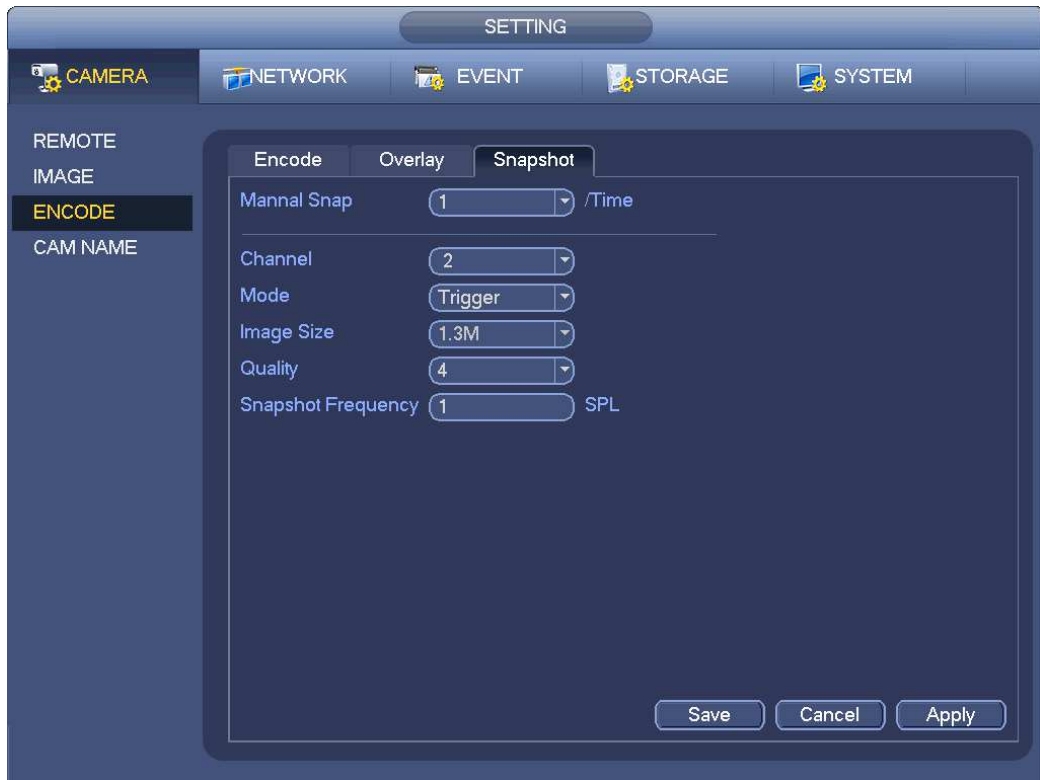 SETTING
CAMERA NETWORK EVENT STORAGE SYSTEM
REMOTE
IMAGE
ENCODE
CAM NAME
Encode Overlay Snapshot
Mannal Snap 1 /Time
Channel 2
Mode Trigger
Image Size 1.3M
Quality 4
Snapshot Frequency 1 SPL
Save Cancel Apply